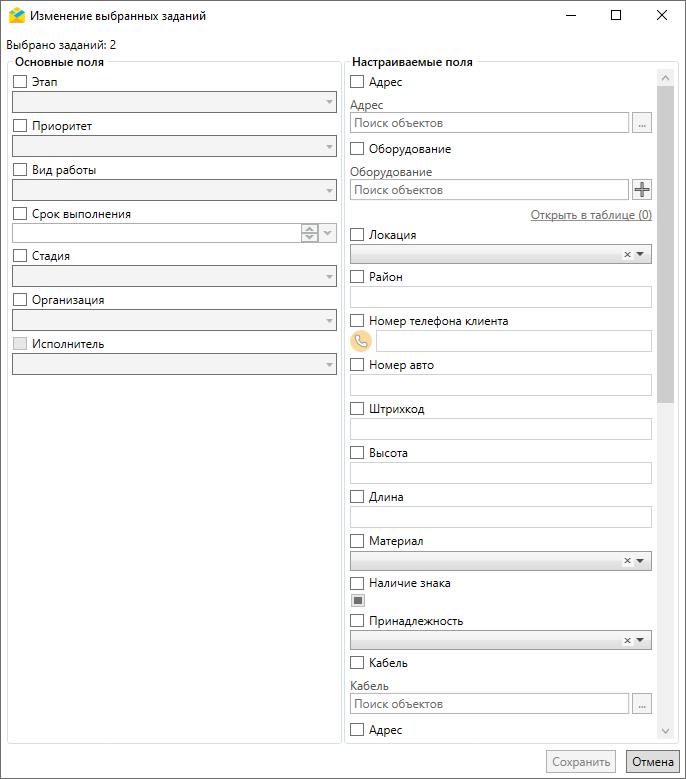 Изменение выбранных заданий
Выбрано заданий: 2
Основные поля
Этап
Приоритет
Вид работы
Срок выполнения
Стадия
Организация
Исполнитель
Настраиваемые поля
Адрес
Адрес
Поиск объектов
...
Оборудование
Оборудование
Поиск объектов
Открыть в таблице (0)
Локация
Район
Номер телефона клиента
Номер авто
Штрихкод
Высота
Длина
Материал
Наличие знака
Принадлежность
Кабель
Кабель
Поиск объектов
...
Адрес
Сохранить
Отмена